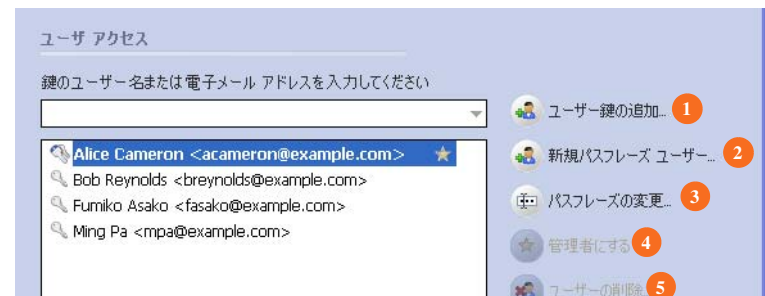 ユーザ アクセス
鍵のユーザー名または電子メール アドレスを入力してください
ユーザー鍵の追加... 1
Alice Cameron <acameron@example.com>
新規パスフレーズ ユーザー... 2
Bob Reynolds <breynolds@example.com>
Fumiko Asako <fasako@example.com>
パスフレーズの変更... 3
Ming Pa <mpa@example.com>
管理者にする 4
ユーザーの削除 5